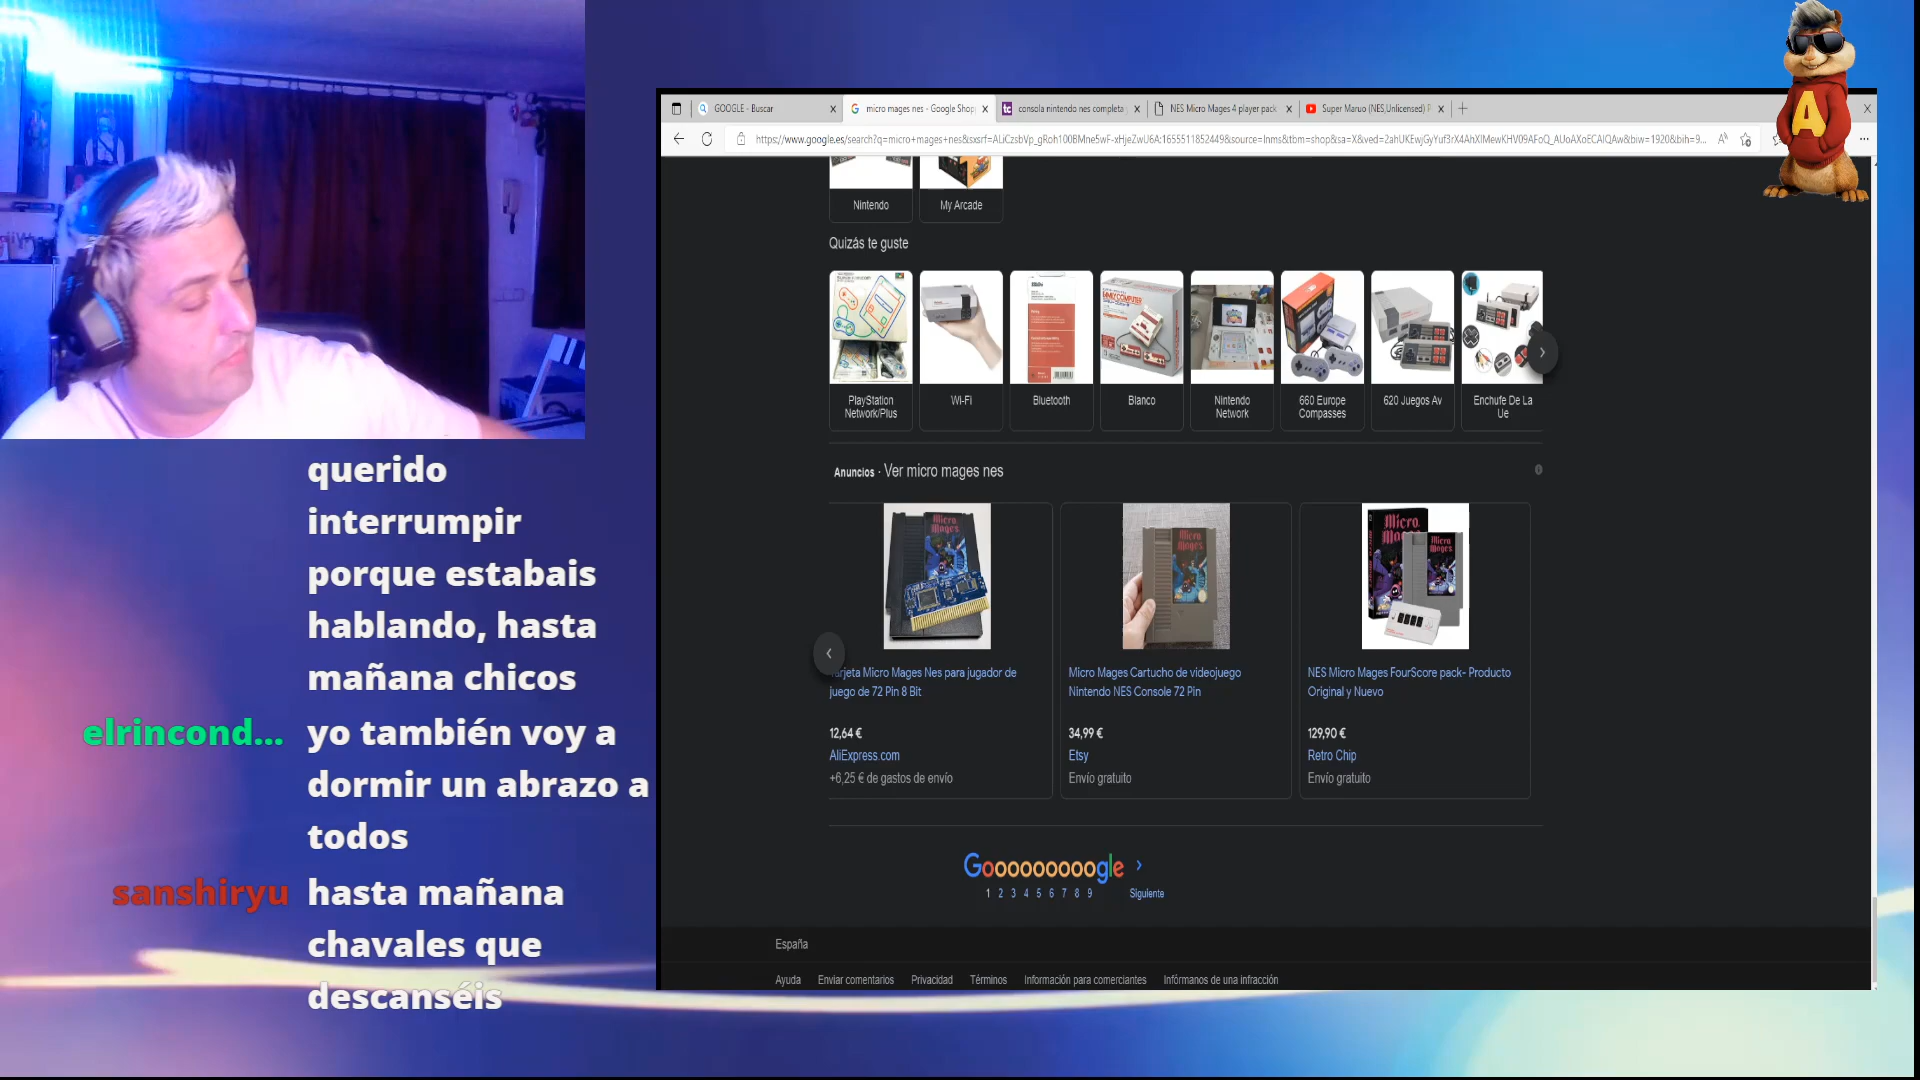 querido
interrumpir
porque estabais
hablando, hasta
mañana chicos
elrincond... yo también voy a
dormir un abrazo a
todos
sanshiryu hasta mañana
chavales que
descanséis
GOOGLE - Buscar
micro mages nes - Google Shop
consola nintendo nes completa
NES Micro Mages 4 player pack
Super Maruo (NES,Unlicensed) P
Nintendo
My Arcade
Quizás te guste
PlayStation
Network/Plus
Wi-Fi
Bluetooth
Blanco
Nintendo
Network
660 Europe
Compasses
620 Juegos Av
Enchufe De La
Ue
Anuncios · Ver micro mages nes
Tarjeta Micro Mages Nes para jugador de
juego de 72 Pin 8 Bit
12,64 €
AliExpress.com
+6,25 € de gastos de envío
Micro Mages Cartucho de videojuego
Nintendo NES Console 72 Pin
34,99 €
Etsy
Envío gratuito
NES Micro Mages FourScore pack- Producto
Original y Nuevo
129,90 €
Retro Chip
Envío gratuito
Goooooooooogle
1 2 3 4 5 6 7 8 9 Siguiente
España
Ayuda Enviar comentarios Privacidad Términos Información para comerciantes Infórmanos de una infracción
A